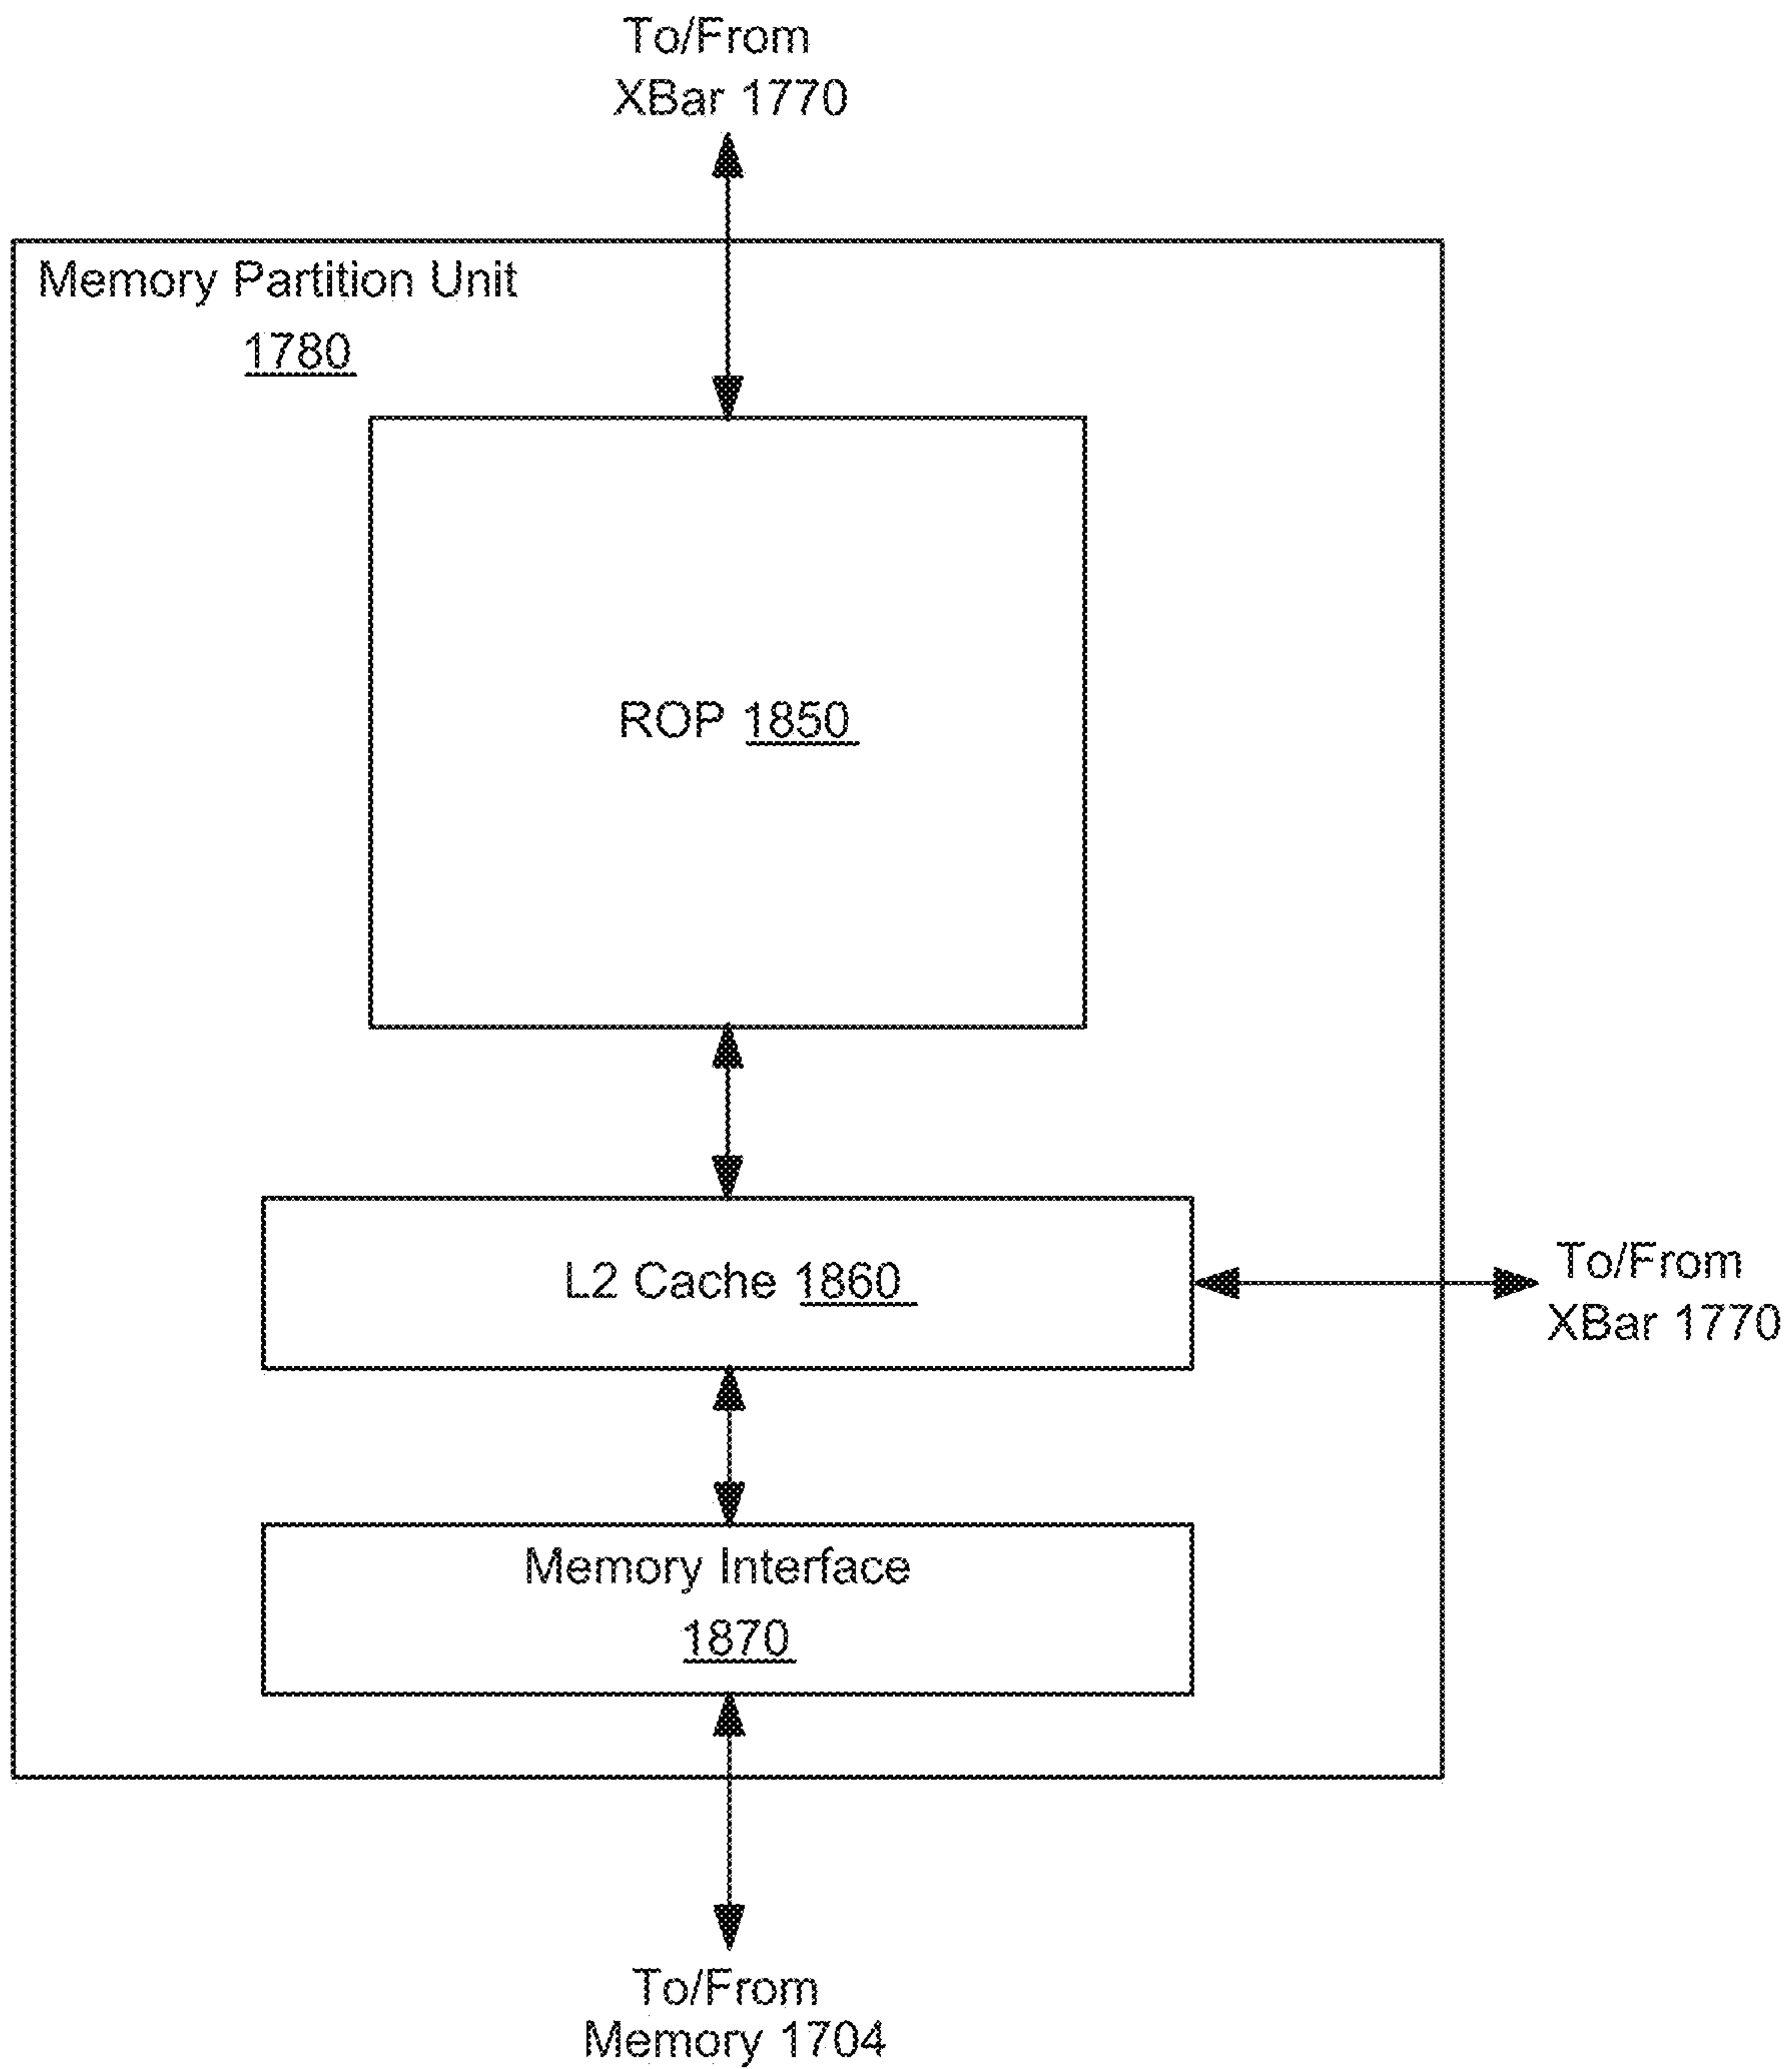 To/From
XBar 1770
Memory Partition Unit
1780
ROP 1850
L2 Cache 1860
To/From
XBar 1770
Memory Interface
1870
To/From
Memory 1704